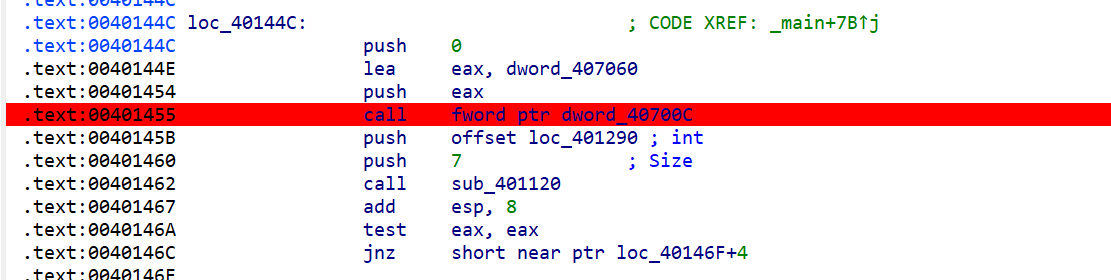 .text:0040144C
.text:0040144C loc_40144C: ; CODE XREF: _main+7B↑j
.text:0040144C push 0
.text:0040144E lea eax, dword_407060
.text:00401454 push eax
.text:00401455 call fword ptr dword_40700C
.text:0040145B push offset loc_401290 ; int
.text:00401460 push 7 ; Size
.text:00401462 call sub_401120
.text:00401467 add esp, 8
.text:0040146A test eax, eax
.text:0040146C jnz short near ptr loc_40146F+4
.text:0040146E